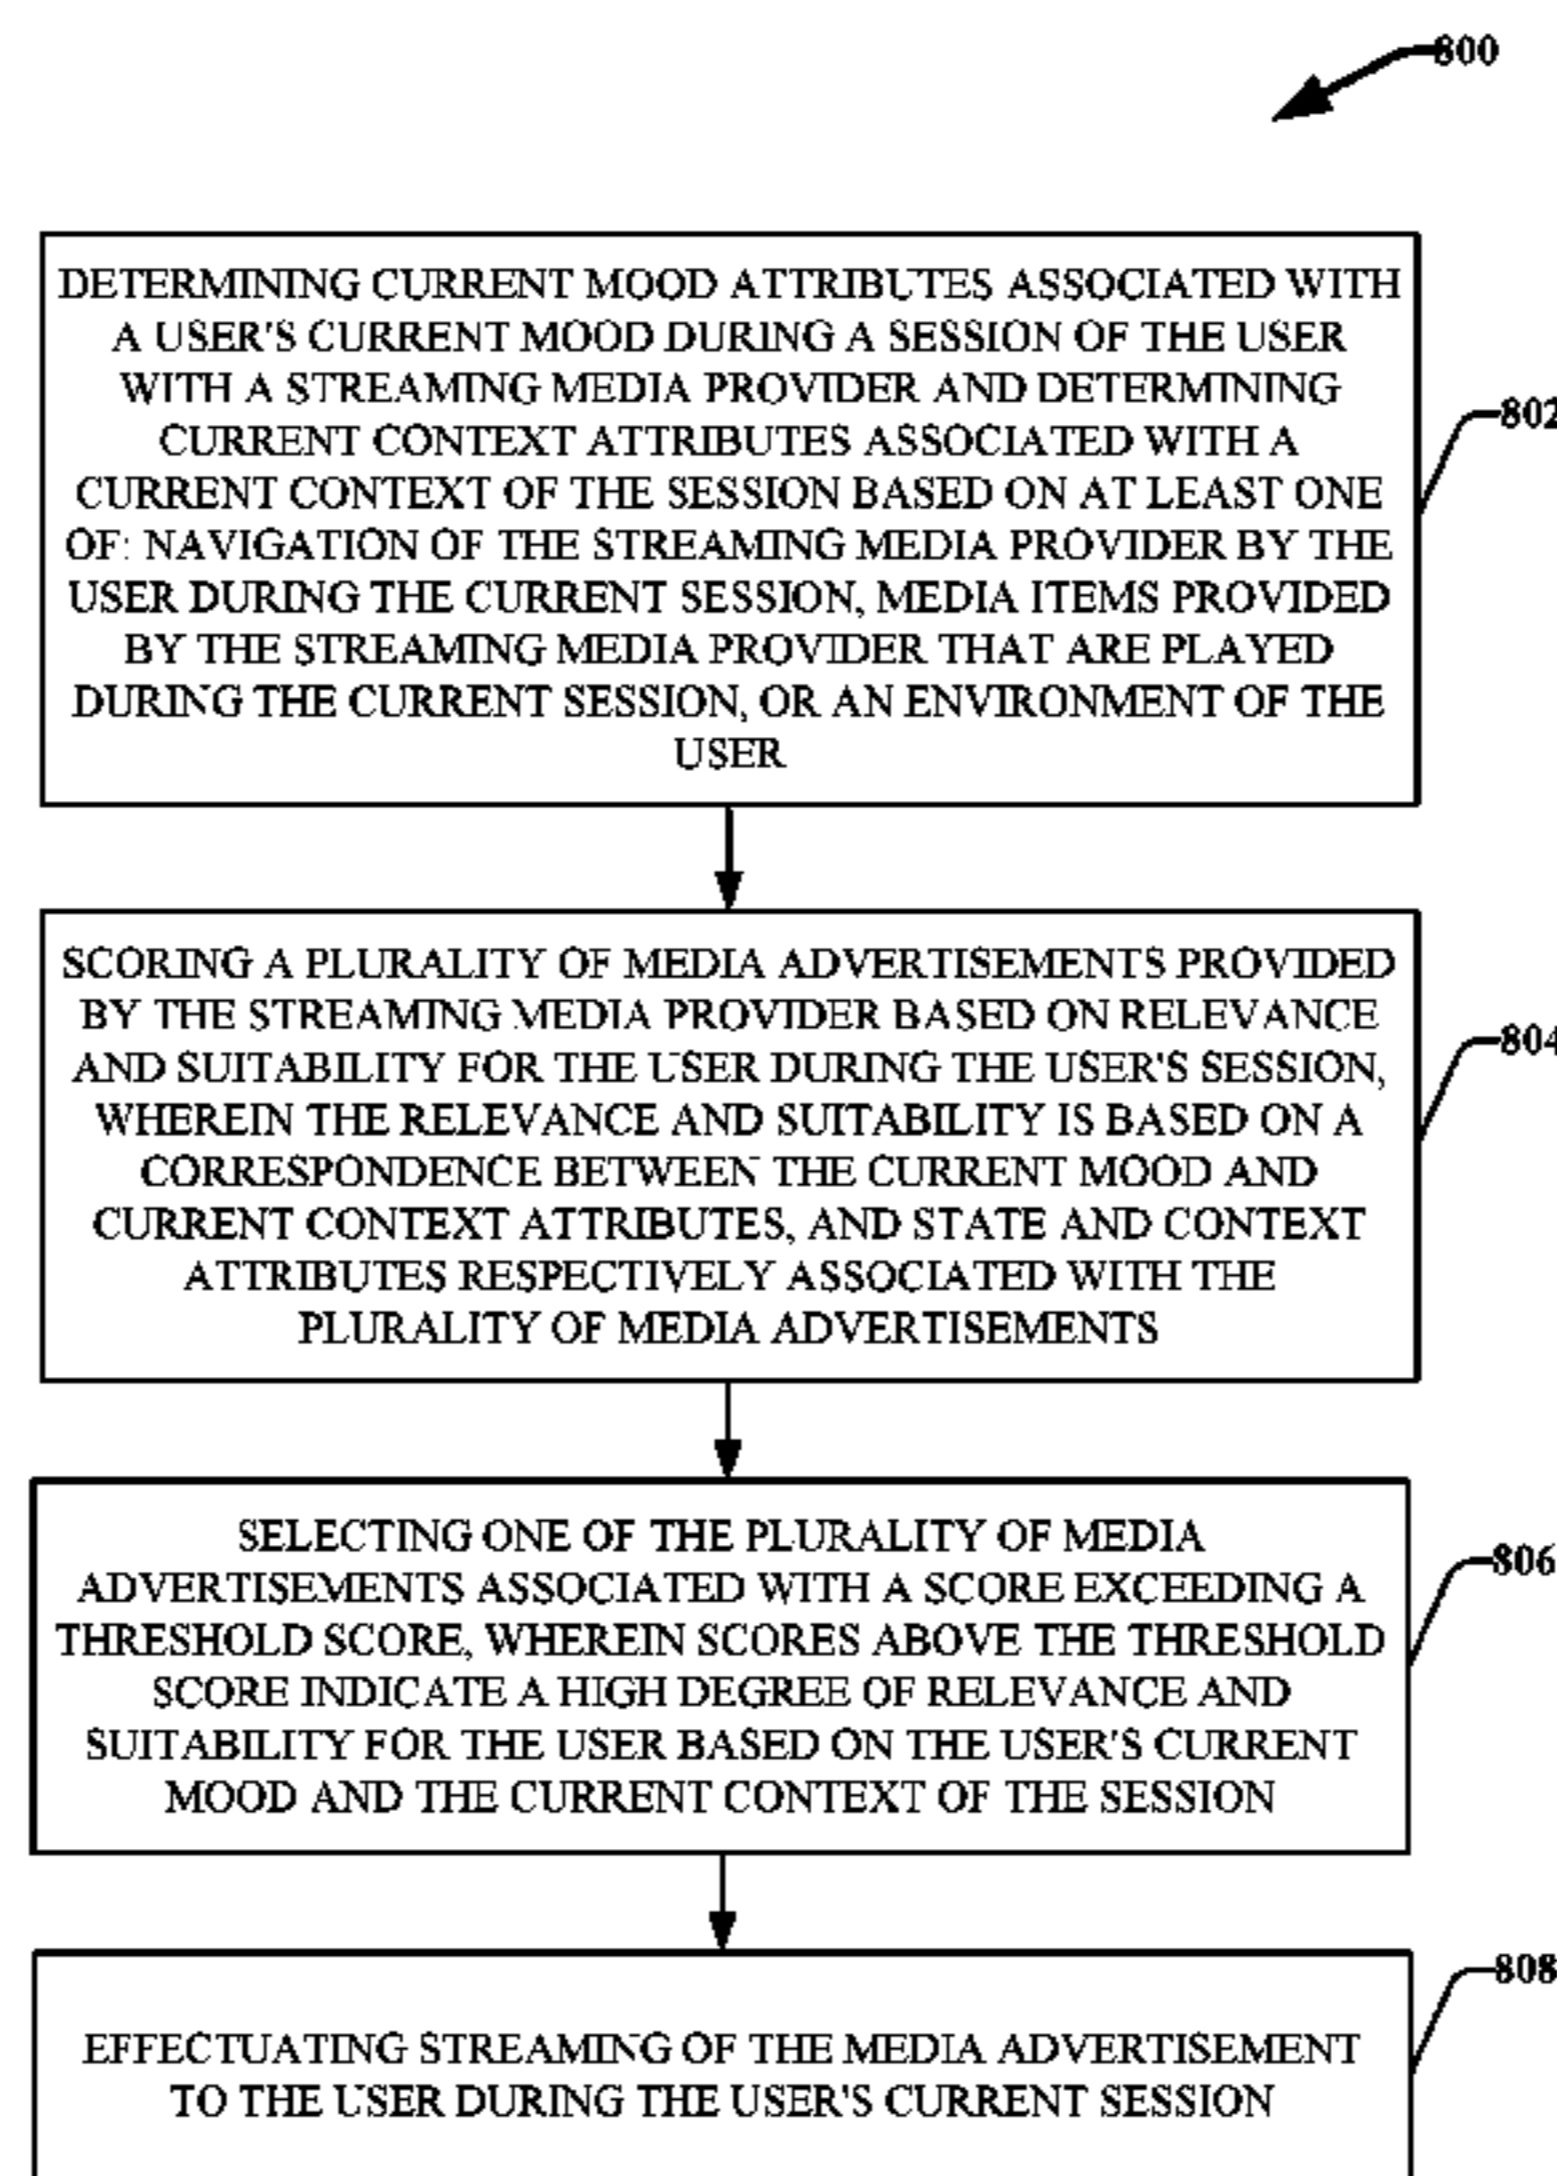 800
DETERMINING CURRENT MOOD ATTRIBUTES ASSOCIATED WITH
A USER'S CURRENT MOOD DURING A SESSION OF THE USER
WITH A STREAMING MEDIA PROVIDER AND DETERMINING
CURRENT CONTEXT ATTRIBUTES ASSOCIATED WITH A
CURRENT CONTEXT OF THE SESSION BASED ON AT LEAST ONE
OF: NAVIGATION OF THE STREAMING MEDIA PROVIDER BY THE
USER DURING THE CURRENT SESSION, MEDIA ITEMS PROVIDED
BY THE STREAMING MEDIA PROVIDER THAT ARE PLAYED
DURING THE CURRENT SESSION, OR AN ENVIRONMENT OF THE
USER
802
SCORING A PLURALITY OF MEDIA ADVERTISEMENTS PROVIDED
BY THE STREAMING MEDIA PROVIDER BASED ON RELEVANCE
AND SUITABILITY FOR THE USER DURING THE USER'S SESSION,
WHEREIN THE RELEVANCE AND SUITABILITY IS BASED ON A
CORRESPONDENCE BETWEEN THE CURRENT MOOD AND
CURRENT CONTEXT ATTRIBUTES, AND STATE AND CONTEXT
ATTRIBUTES RESPECTIVELY ASSOCIATED WITH THE
PLURALITY OF MEDIA ADVERTISEMENTS
804
SELECTING ONE OF THE PLURALITY OF MEDIA
ADVERTISEMENTS ASSOCIATED WITH A SCORE EXCEEDING A
THRESHOLD SCORE, WHEREIN SCORES ABOVE THE THRESHOLD
SCORE INDICATE A HIGH DEGREE OF RELEVANCE AND
SUITABILITY FOR THE USER BASED ON THE USER'S CURRENT
MOOD AND THE CURRENT CONTEXT OF THE SESSION
806
EFFECTUATING STREAMING OF THE MEDIA ADVERTISEMENT
TO THE USER DURING THE USER'S CURRENT SESSION
808